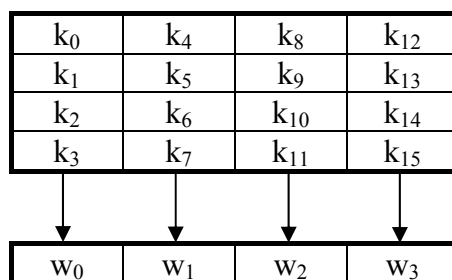 k₀ k₄ k₈ k₁₂
k₁ k₅ k₉ k₁₃
k₂ k₆ k₁₀ k₁₄
k₃ k₇ k₁₁ k₁₅
w₀ w₁ w₂ w₃